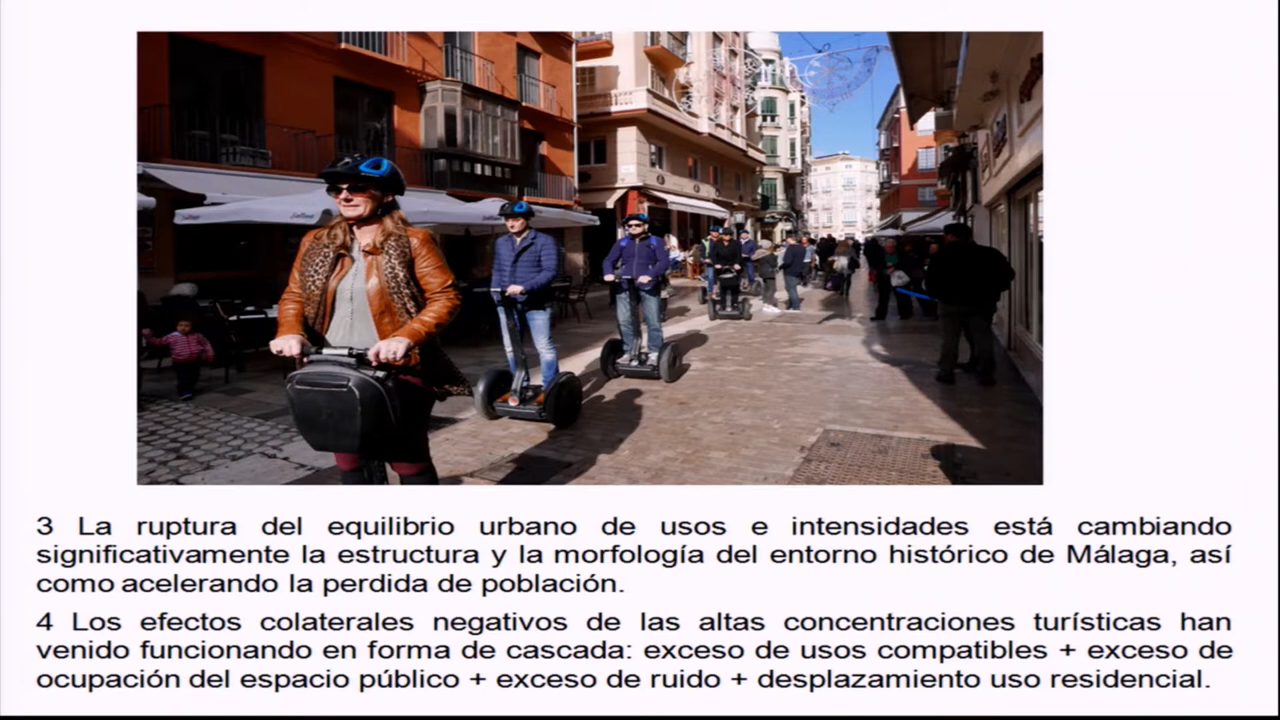 3 La ruptura del equilibrio urbano de usos e intensidades está cambiando
significativamente la estructura y la morfología del entorno histórico de Málaga, así
como acelerando la perdida de población.
4 Los efectos colaterales negativos de las altas concentraciones turísticas han
venido funcionando en forma de cascada: exceso de usos compatibles + exceso de
ocupación del espacio público + exceso de ruido + desplazamiento uso residencial.